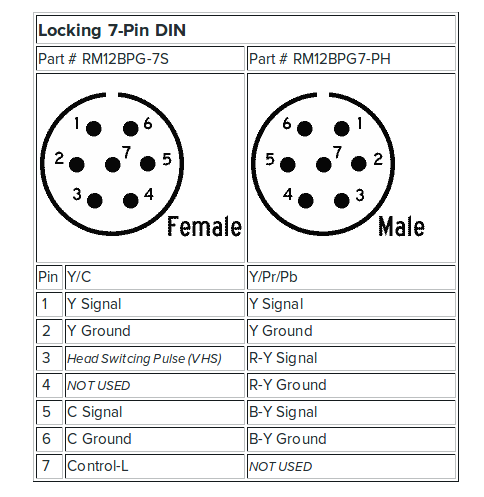 Locking 7-Pin DIN
Part # RM12BPG-7S Part # RM12BPG7-PH
1 6 6 1
2 7 5 5 7 2
3 4 4 3
Female Male
Pin Y/C Y/Pr/Pb
1 Y Signal Y Signal
2 Y Ground Y Ground
3 Head Switcing Pulse (VHS) R-Y Signal
4 NOT USED R-Y Ground
5 C Signal B-Y Signal
6 C Ground B-Y Ground
7 Control-L NOT USED